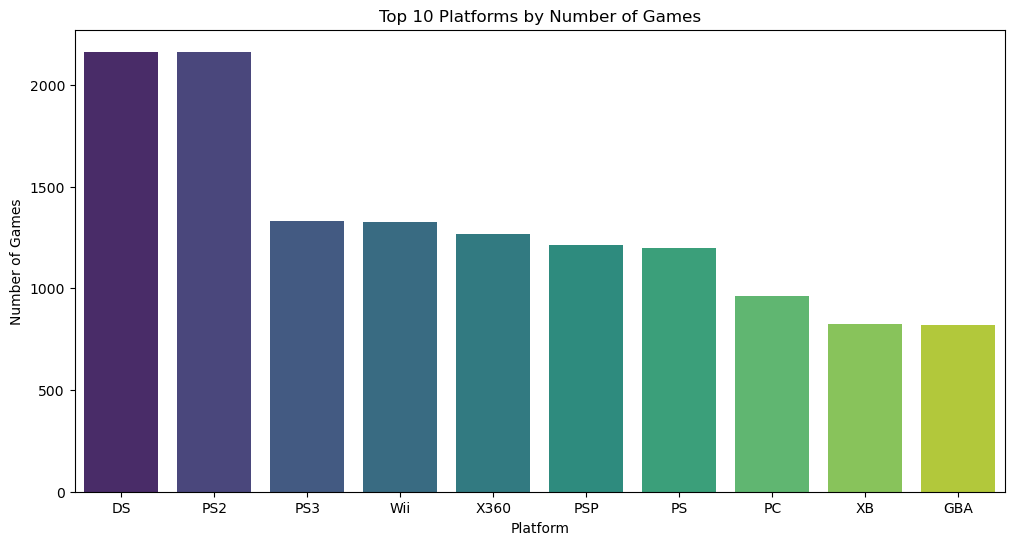 Top 10 Platforms by Number of Games
Number of Games
2000
1500
1000
500
0
DS PS2 PS3 Wii X360 PSP PS PC XB GBA
Platform